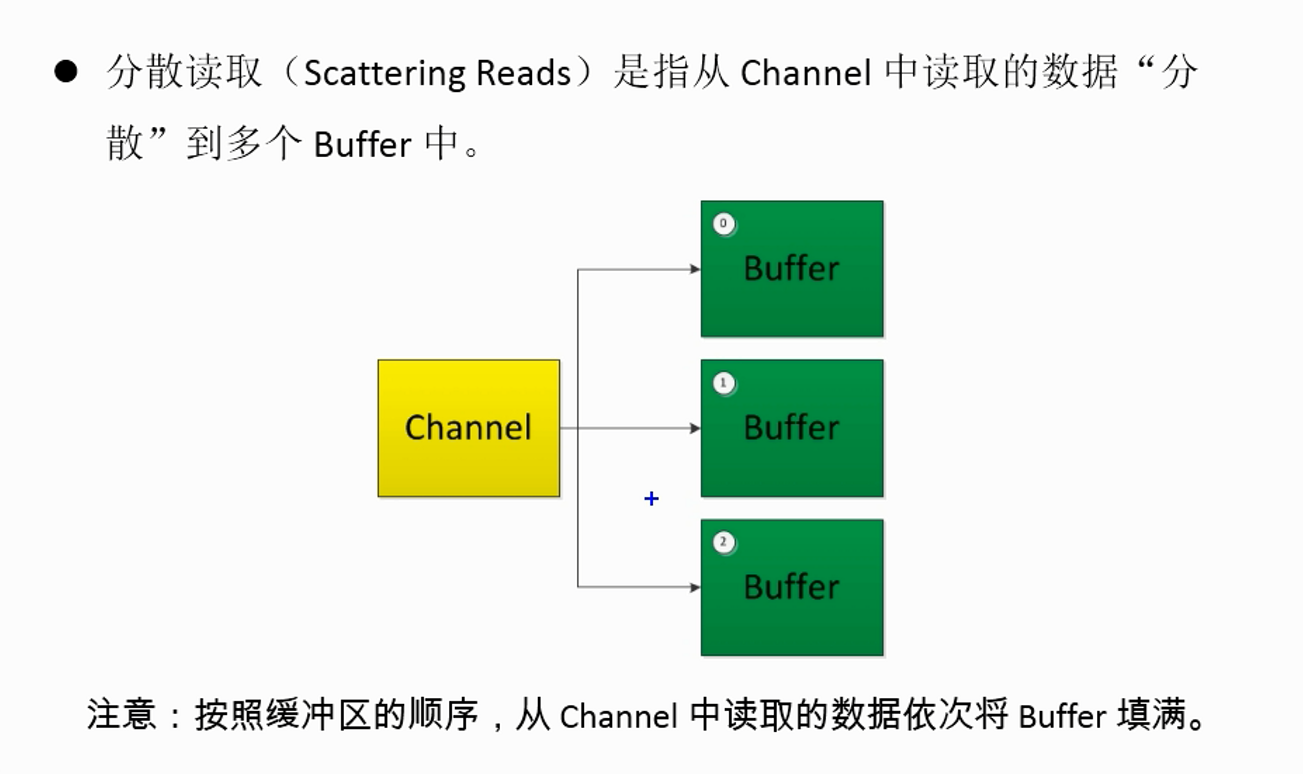 ● 分散读取（Scattering Reads）是指从 Channel 中读取的数据“分
散”到多个 Buffer 中。
0
Buffer
Channel
1
Buffer
2
Buffer
注意：按照缓冲区的顺序，从 Channel 中读取的数据依次将 Buffer 填满。